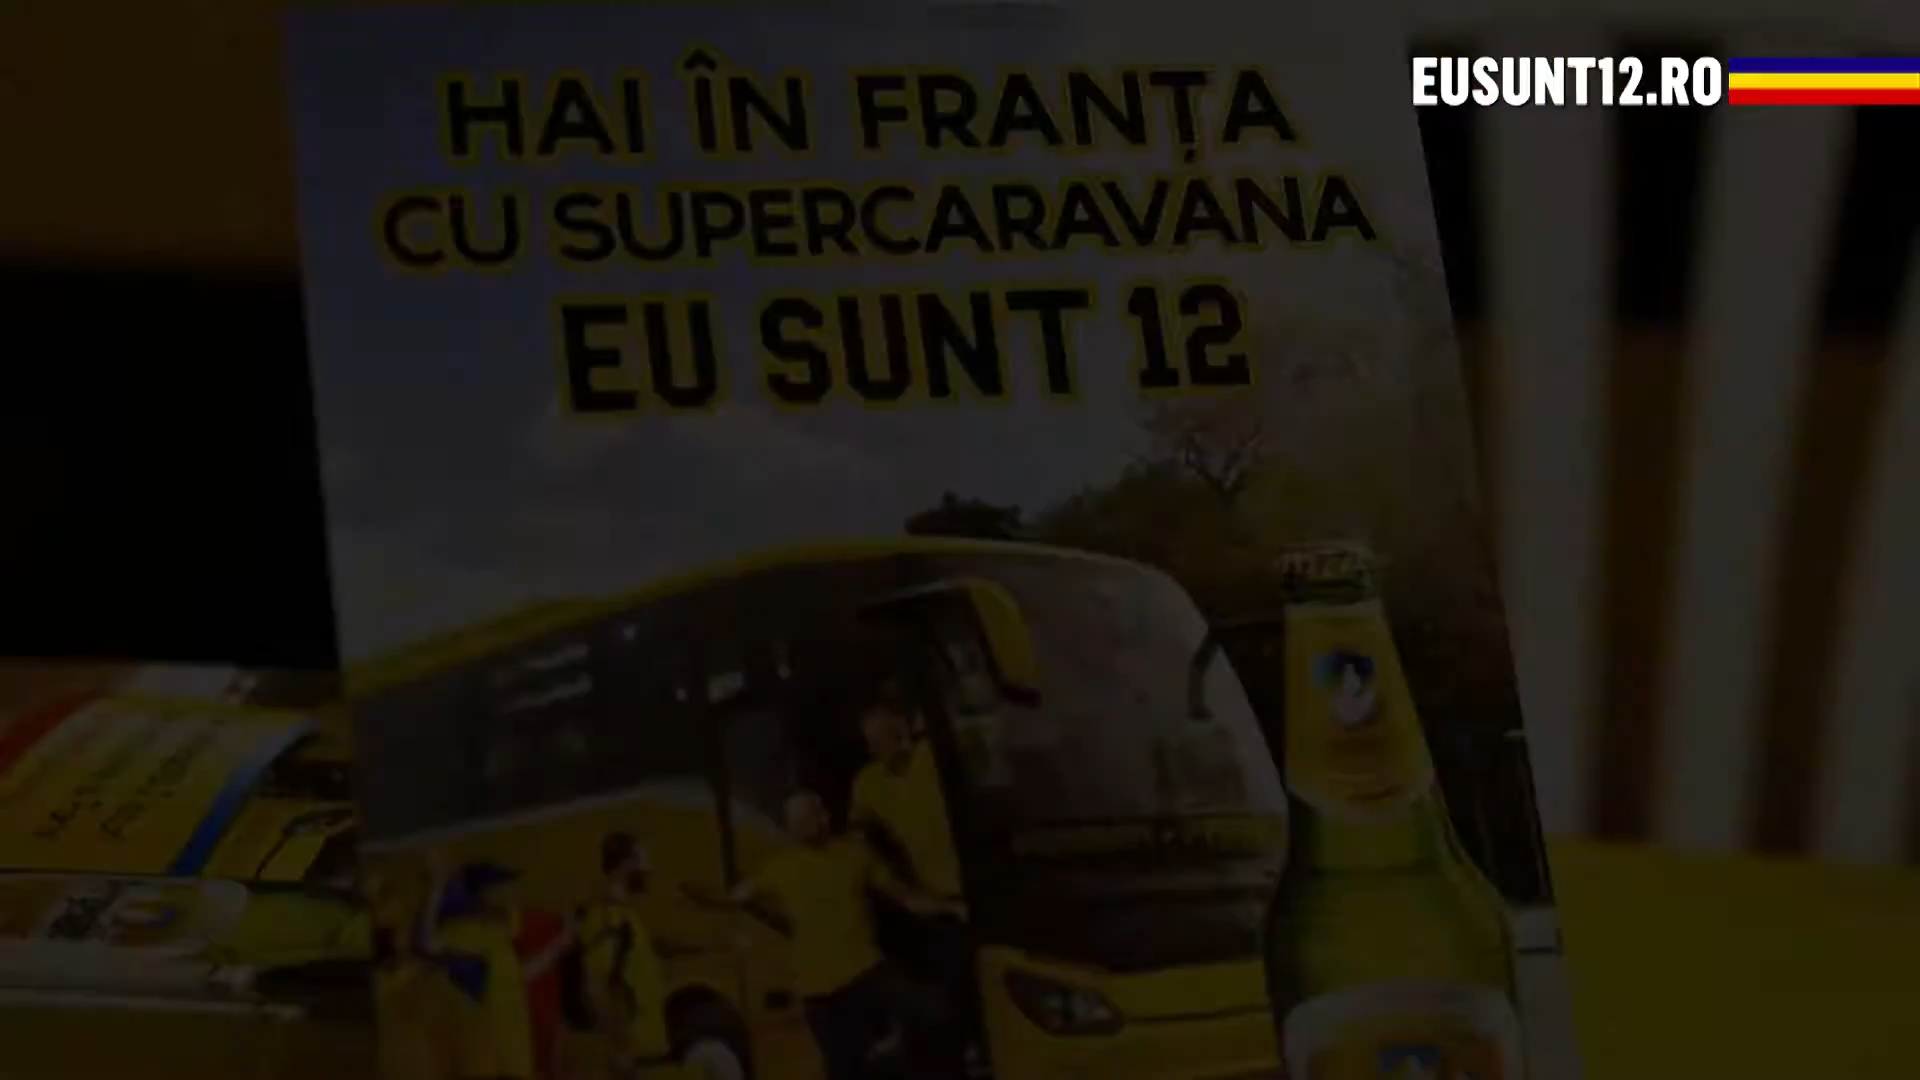 EUSUNT12.RO
HAI ÎN FRANȚA
CU SUPERCARAVANA
EU SUNT 12